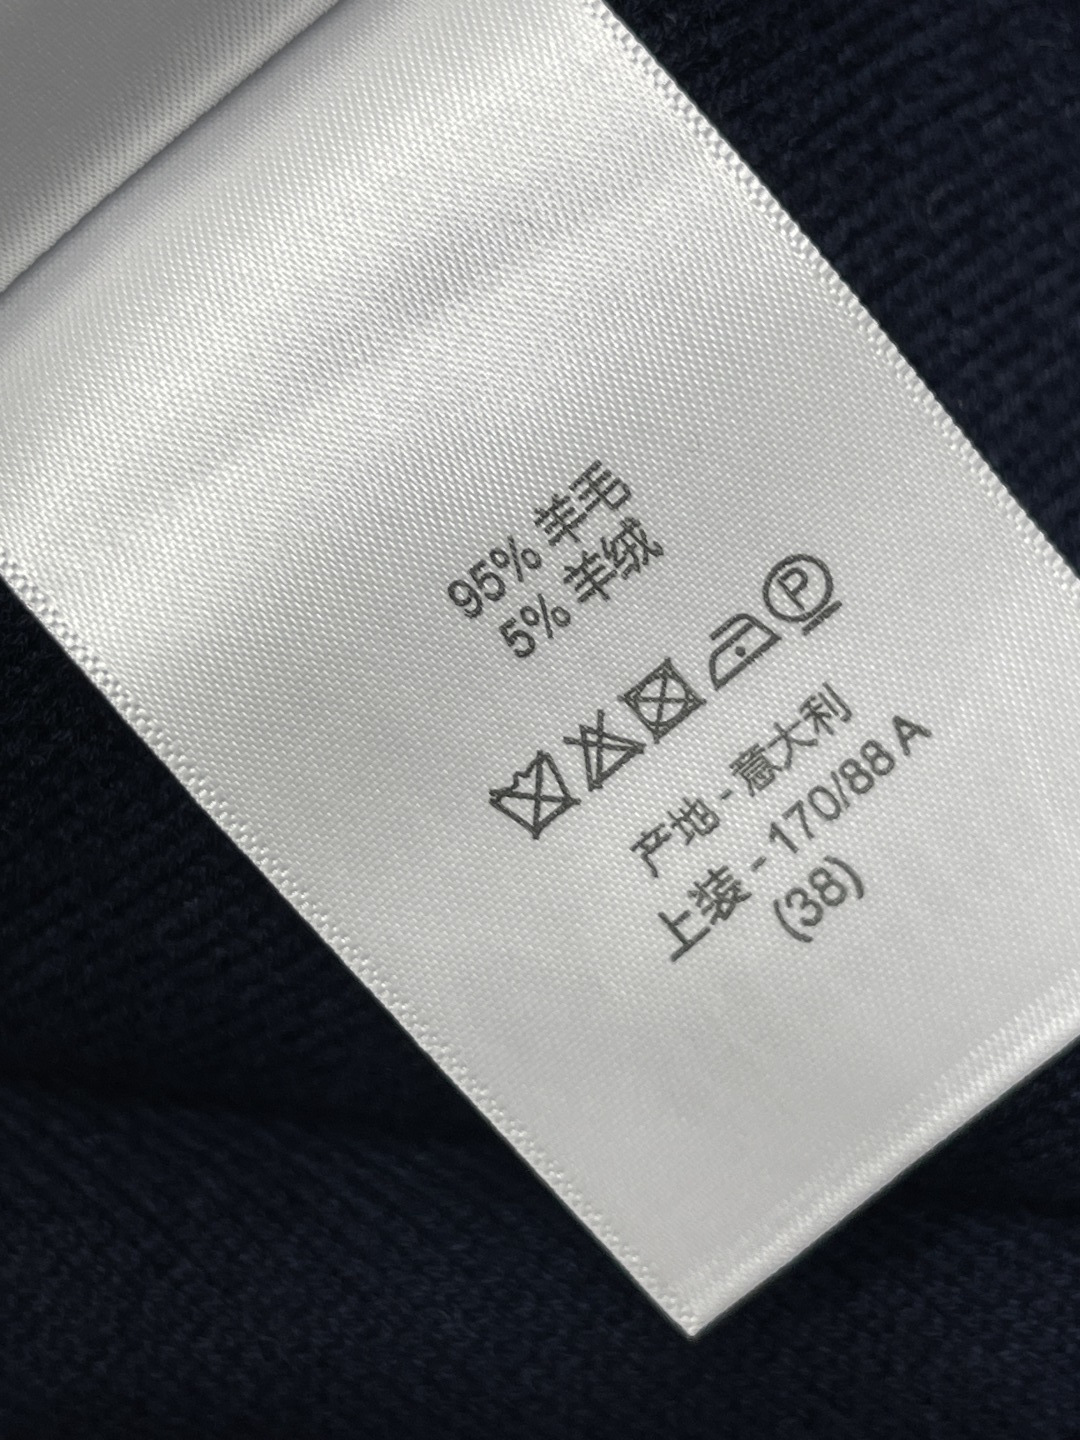 95% 羊毛
5% 羊绒
P
产地 - 意大利
上装 - 170/88 A
(38)